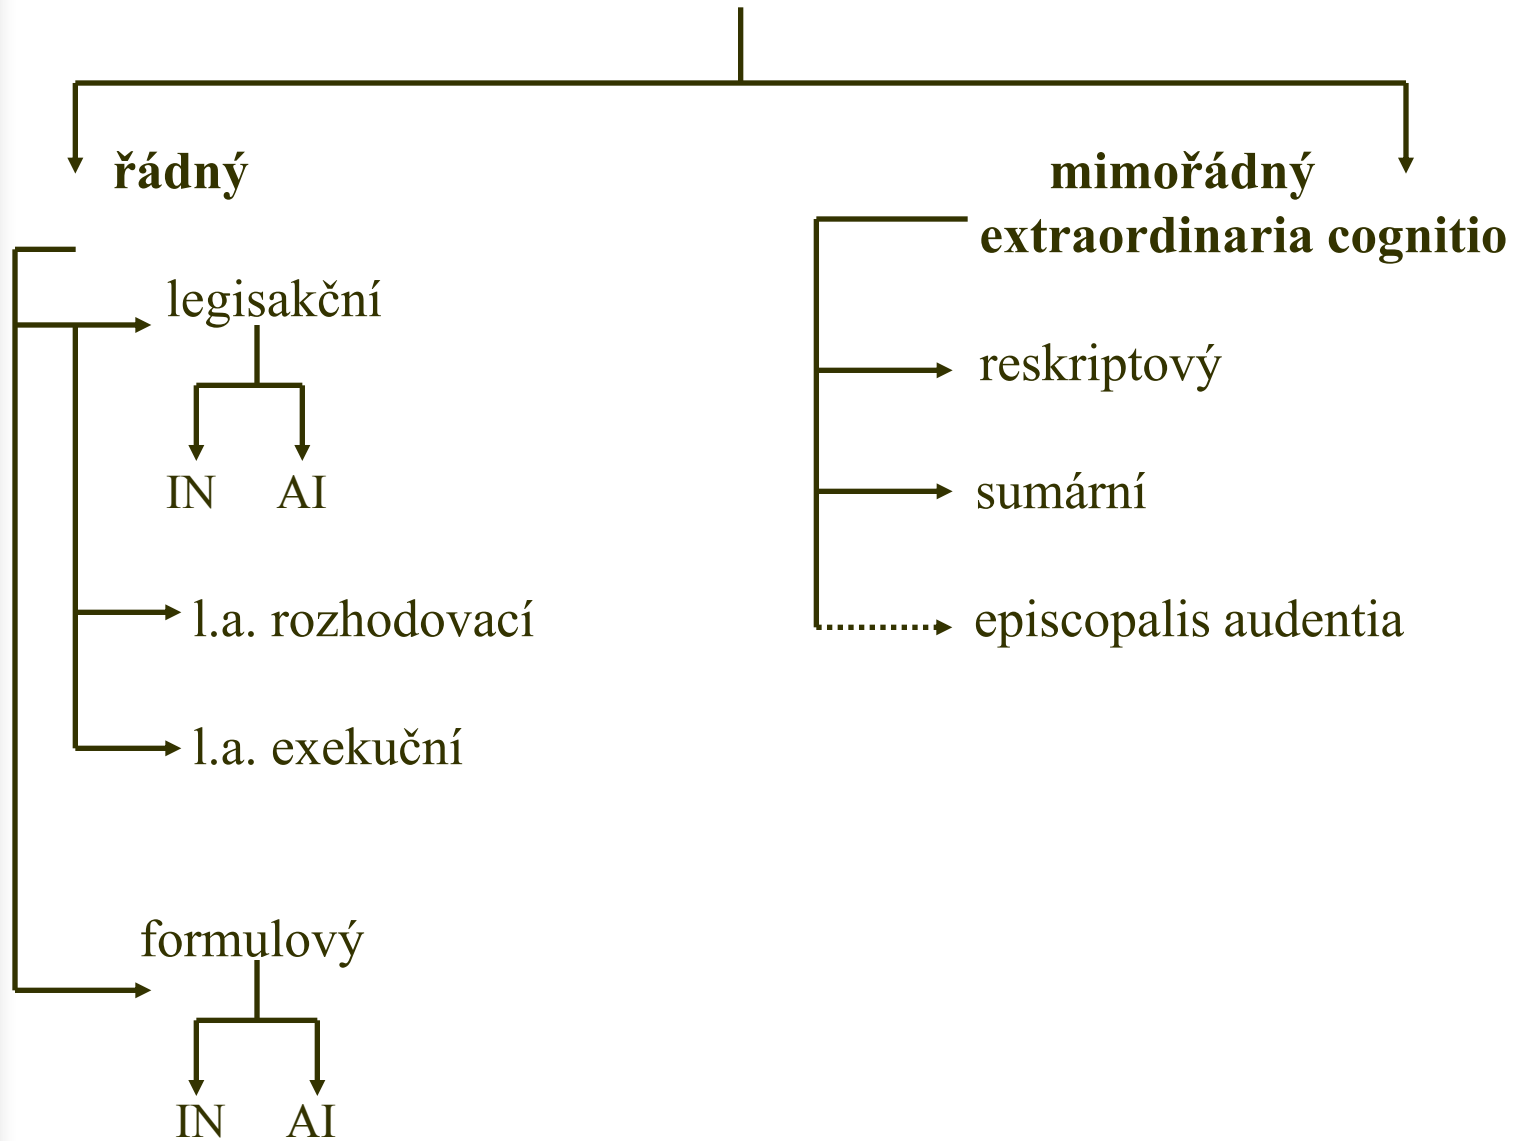 řádný
mimořádný
extraordinaria cognitio
legisakční
reskriptový
IN AI
sumární
l.a. rozhodovací
episcopalis audentia
l.a. exekuční
formulový
IN AI